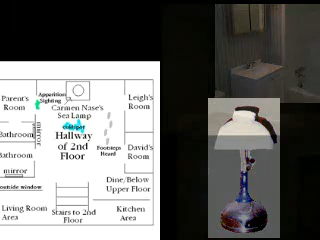 Parent's
Room
Apparition
Sighting
Carmen Nase's
Sea Lamp
Leigh's
Room
mirror
Bathroom
Hallway
of 2nd
Floor
Footsteps
Heard
David's
Room
Bathroom
mirror
outside window
Dine/Below
Upper Floor
Living Room
Area
Stairs to 2nd
Floor
Kitchen
Area